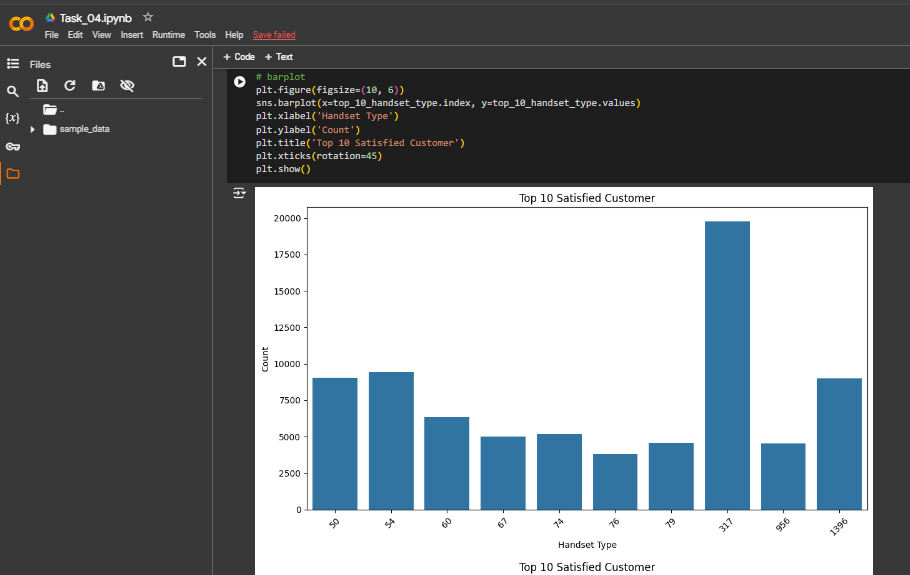 Task_04.ipynb
File Edit View Insert Runtime Tools Help Save failed
Files
+ Code + Text
..
sample_data
{x}
# barplot
plt.figure(figsize=(10, 6))
sns.barplot(x=top_10_handset_type.index, y=top_10_handset_type.values)
plt.xlabel('Handset Type')
plt.ylabel('Count')
plt.title('Top 10 Satisfied Customer')
plt.xticks(rotation=45)
plt.show()
Top 10 Satisfied Customer
20000
17500
15000
12500
10000
7500
5000
2500
0
Count
50 54 60 67 74 76 79 317 956 1396
Handset Type
Top 10 Satisfied Customer